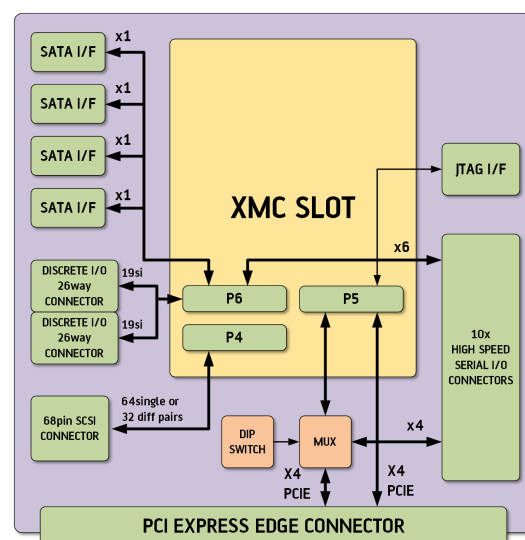 x1
SATA I/F
x1
SATA I/F
x1
SATA I/F
JTAG I/F
x1
SATA I/F
XMC SLOT
x6
DISCRETE I/O
26way
CONNECTOR
19si
P6
P5
DISCRETE I/O
26way
CONNECTOR
19si
P4
10x
HIGH SPEED
SERIAL I/O
CONNECTORS
64single or
32 diff pairs
68pin SCSI
CONNECTOR
DIP
SWITCH
MUX
x4
X4
PCIE
X4
PCIE
PCI EXPRESS EDGE CONNECTOR